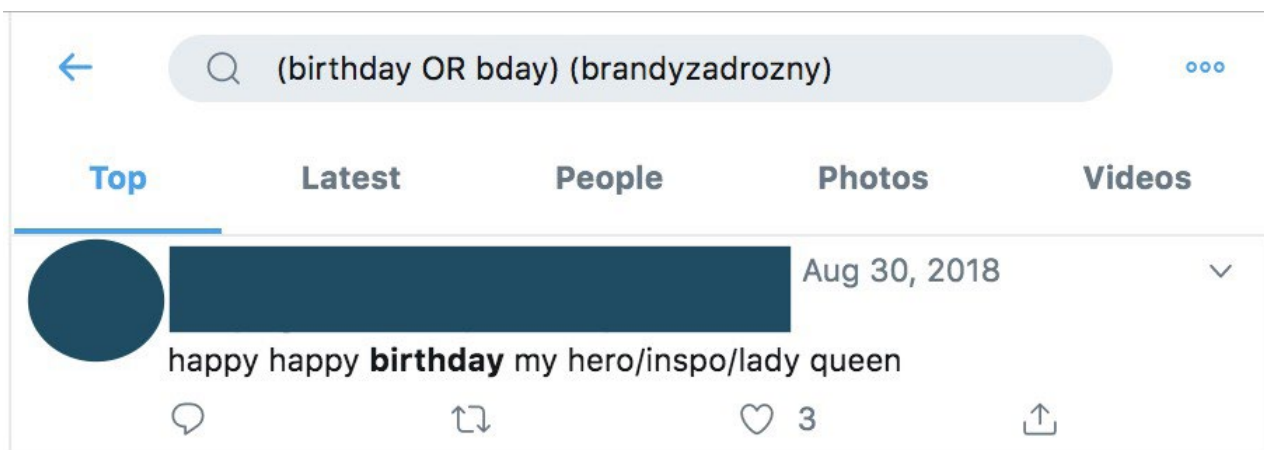 (birthday OR bday) (brandyzadrozny)
Top Latest People Photos Videos
Aug 30, 2018
happy happy birthday my hero/inspo/lady queen
3